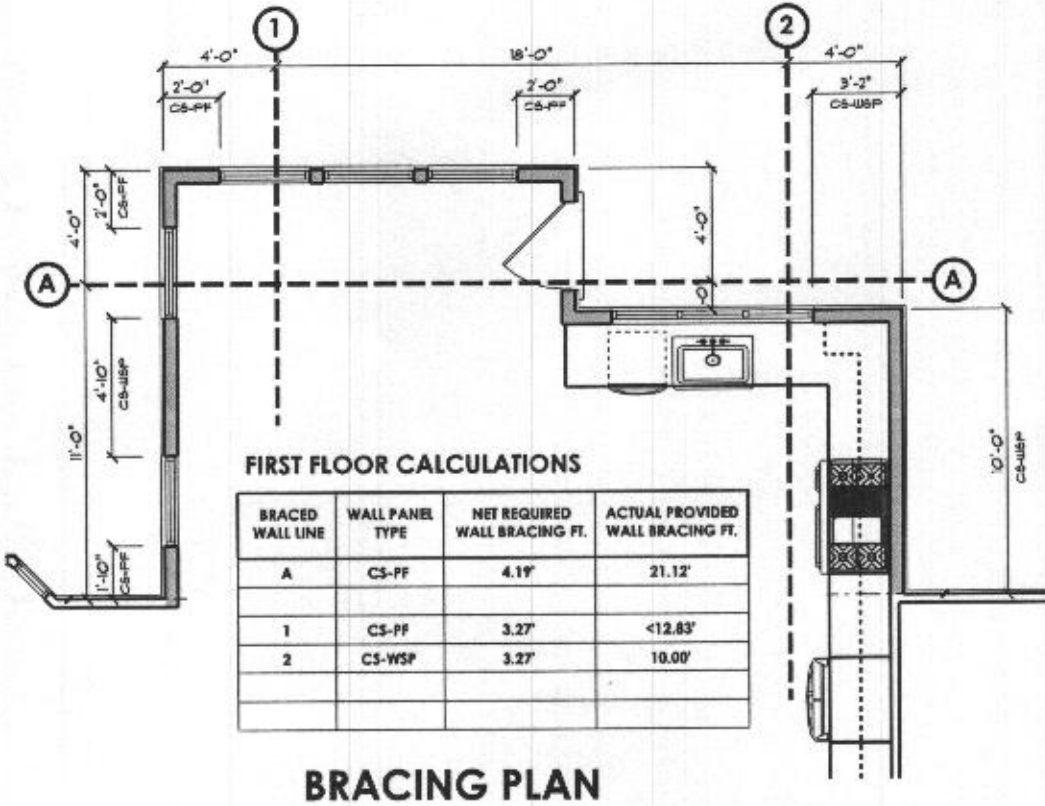 1
2
4'-0"
18'-0"
4'-0"
2'-0"
CS-PF
2'-0"
CS-PF
3'-2"
CS-WSP
4'-0"
2'-0"
CS-PF
4'-0"
A
A
4'-10"
CS-WSP
11'-0"
10'-0"
CS-WSP
1'-10"
CS-PF
FIRST FLOOR CALCULATIONS
BRACED WALL LINE
WALL PANEL TYPE
NET REQUIRED WALL BRACING FT.
ACTUAL PROVIDED WALL BRACING FT.
A CS-PF 4.19' 21.12'
1 CS-PF 3.27' <12.83'
2 CS-WSP 3.27' 10.00'
BRACING PLAN